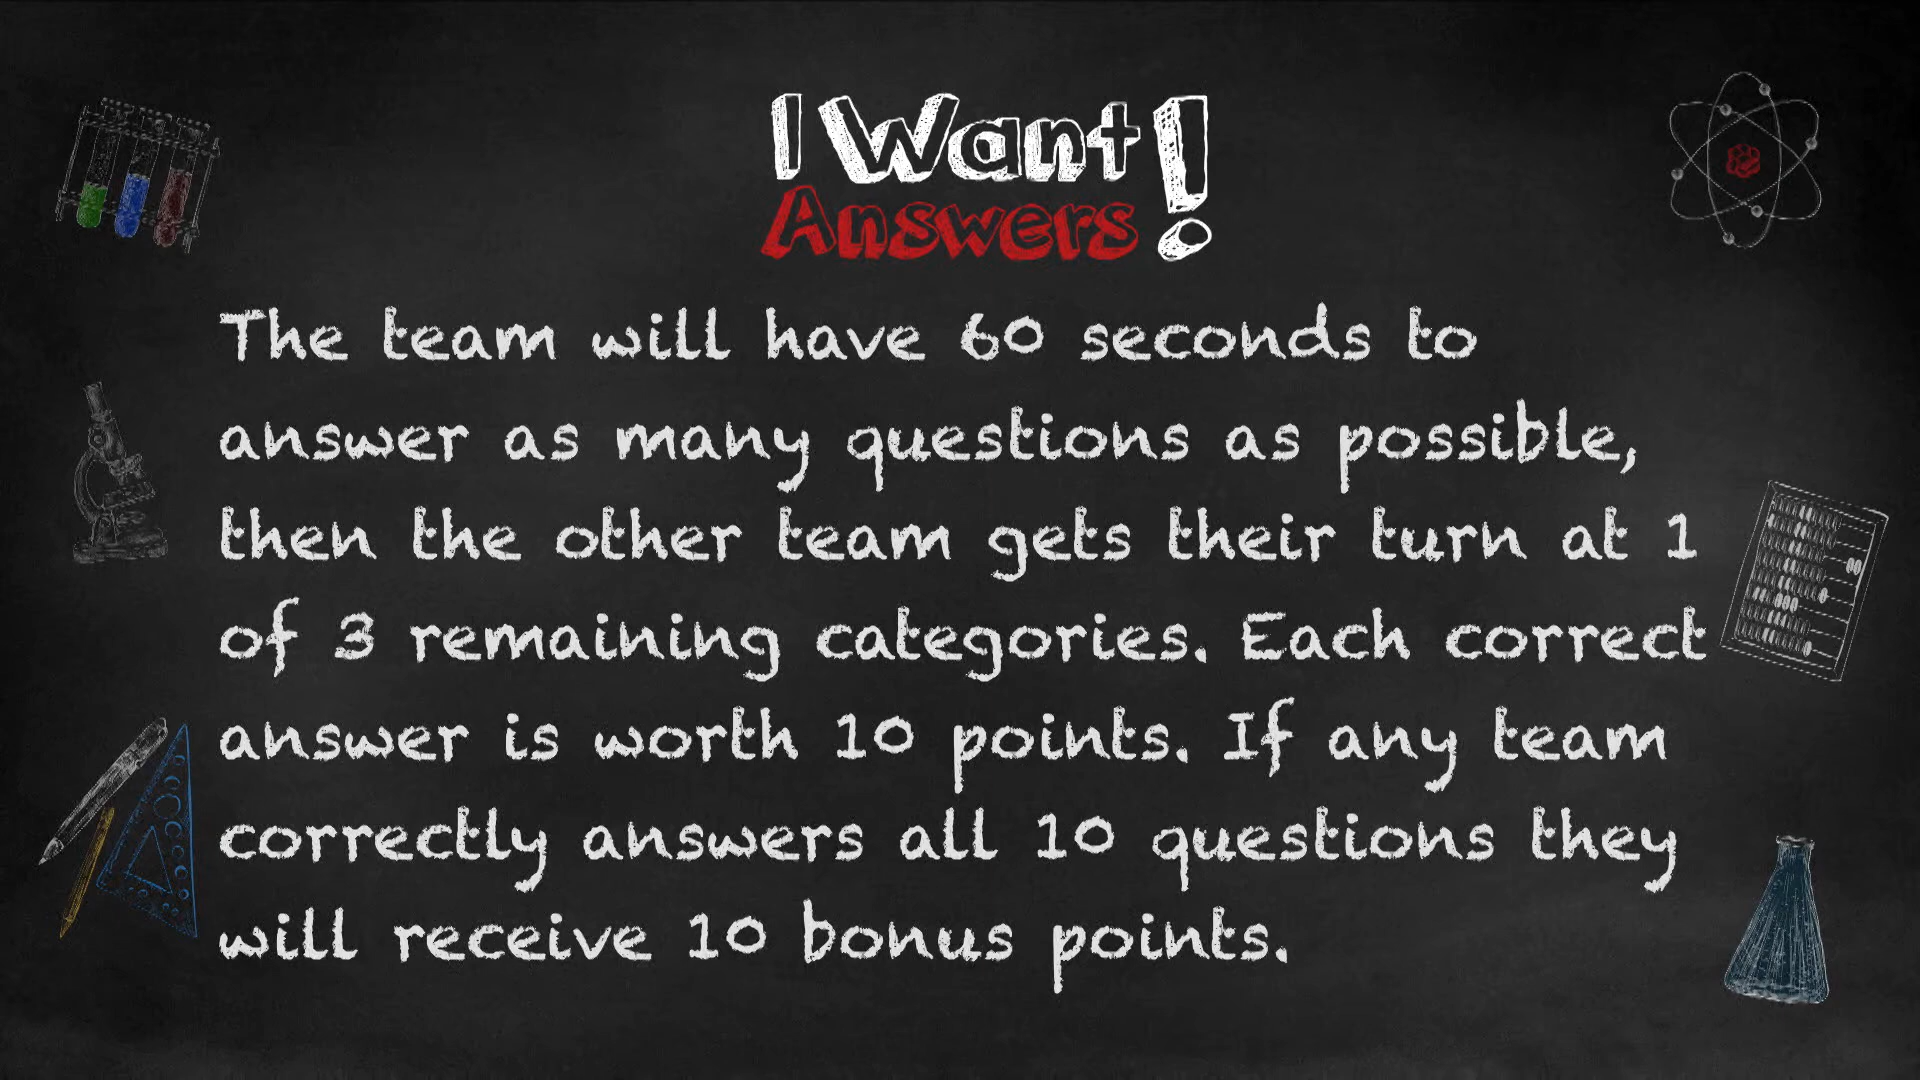 I Want!
Answers
The team will have 60 seconds to
answer as many questions as possible,
then the other team gets their turn at 1
of 3 remaining categories. Each correct
answer is worth 10 points. If any team
correctly answers all 10 questions they
will receive 10 bonus points.